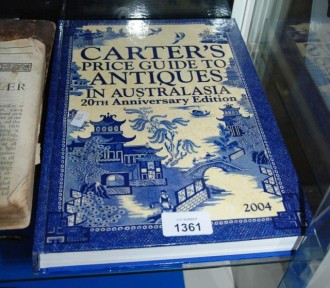 CARTER'S
PRICE GUIDE TO
ANTIQUES
IN AUSTRALASIA
20TH Anniversary Edition
2004
1361